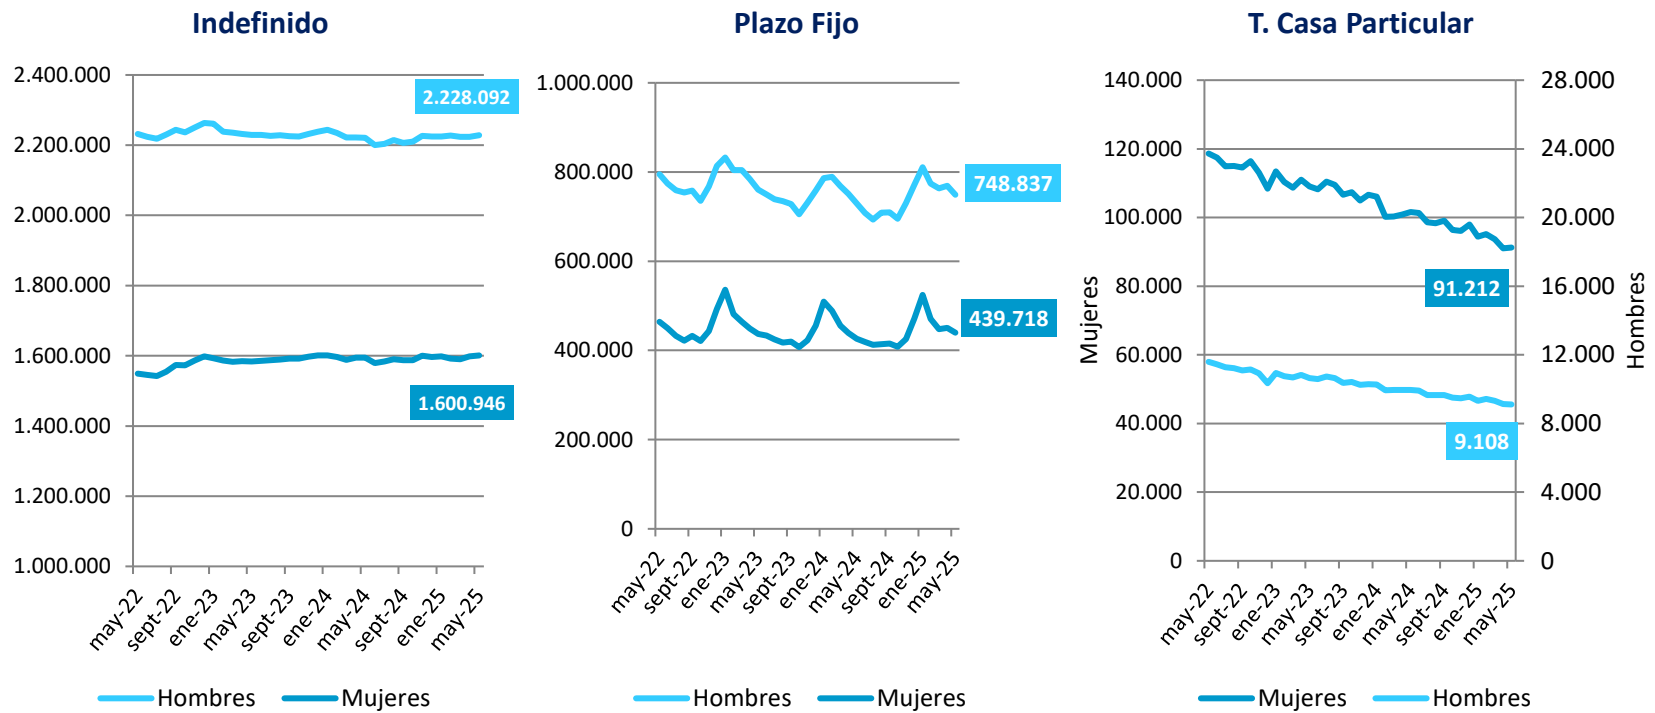 Indefinido
2.400.000
2.200.000
2.000.000
1.800.000
1.600.000
1.400.000
1.200.000
1.000.000
2.228.092
1.600.946
may-22
sept-22
ene-23
may-23
sept-23
ene-24
may-24
sept-24
ene-25
may-25
Hombres
Mujeres
Plazo Fijo
1.000.000
800.000
600.000
400.000
200.000
0
748.837
439.718
may-22
sept-22
ene-23
may-23
sept-23
ene-24
may-24
sept-24
ene-25
may-25
Hombres
Mujeres
T. Casa Particular
Mujeres
140.000
120.000
100.000
80.000
60.000
40.000
20.000
0
91.212
9.108
28.000
24.000
20.000
16.000
12.000
8.000
4.000
0
Hombres
may-22
sept-22
ene-23
may-23
sept-23
ene-24
may-24
sept-24
ene-25
may-25
Mujeres
Hombres